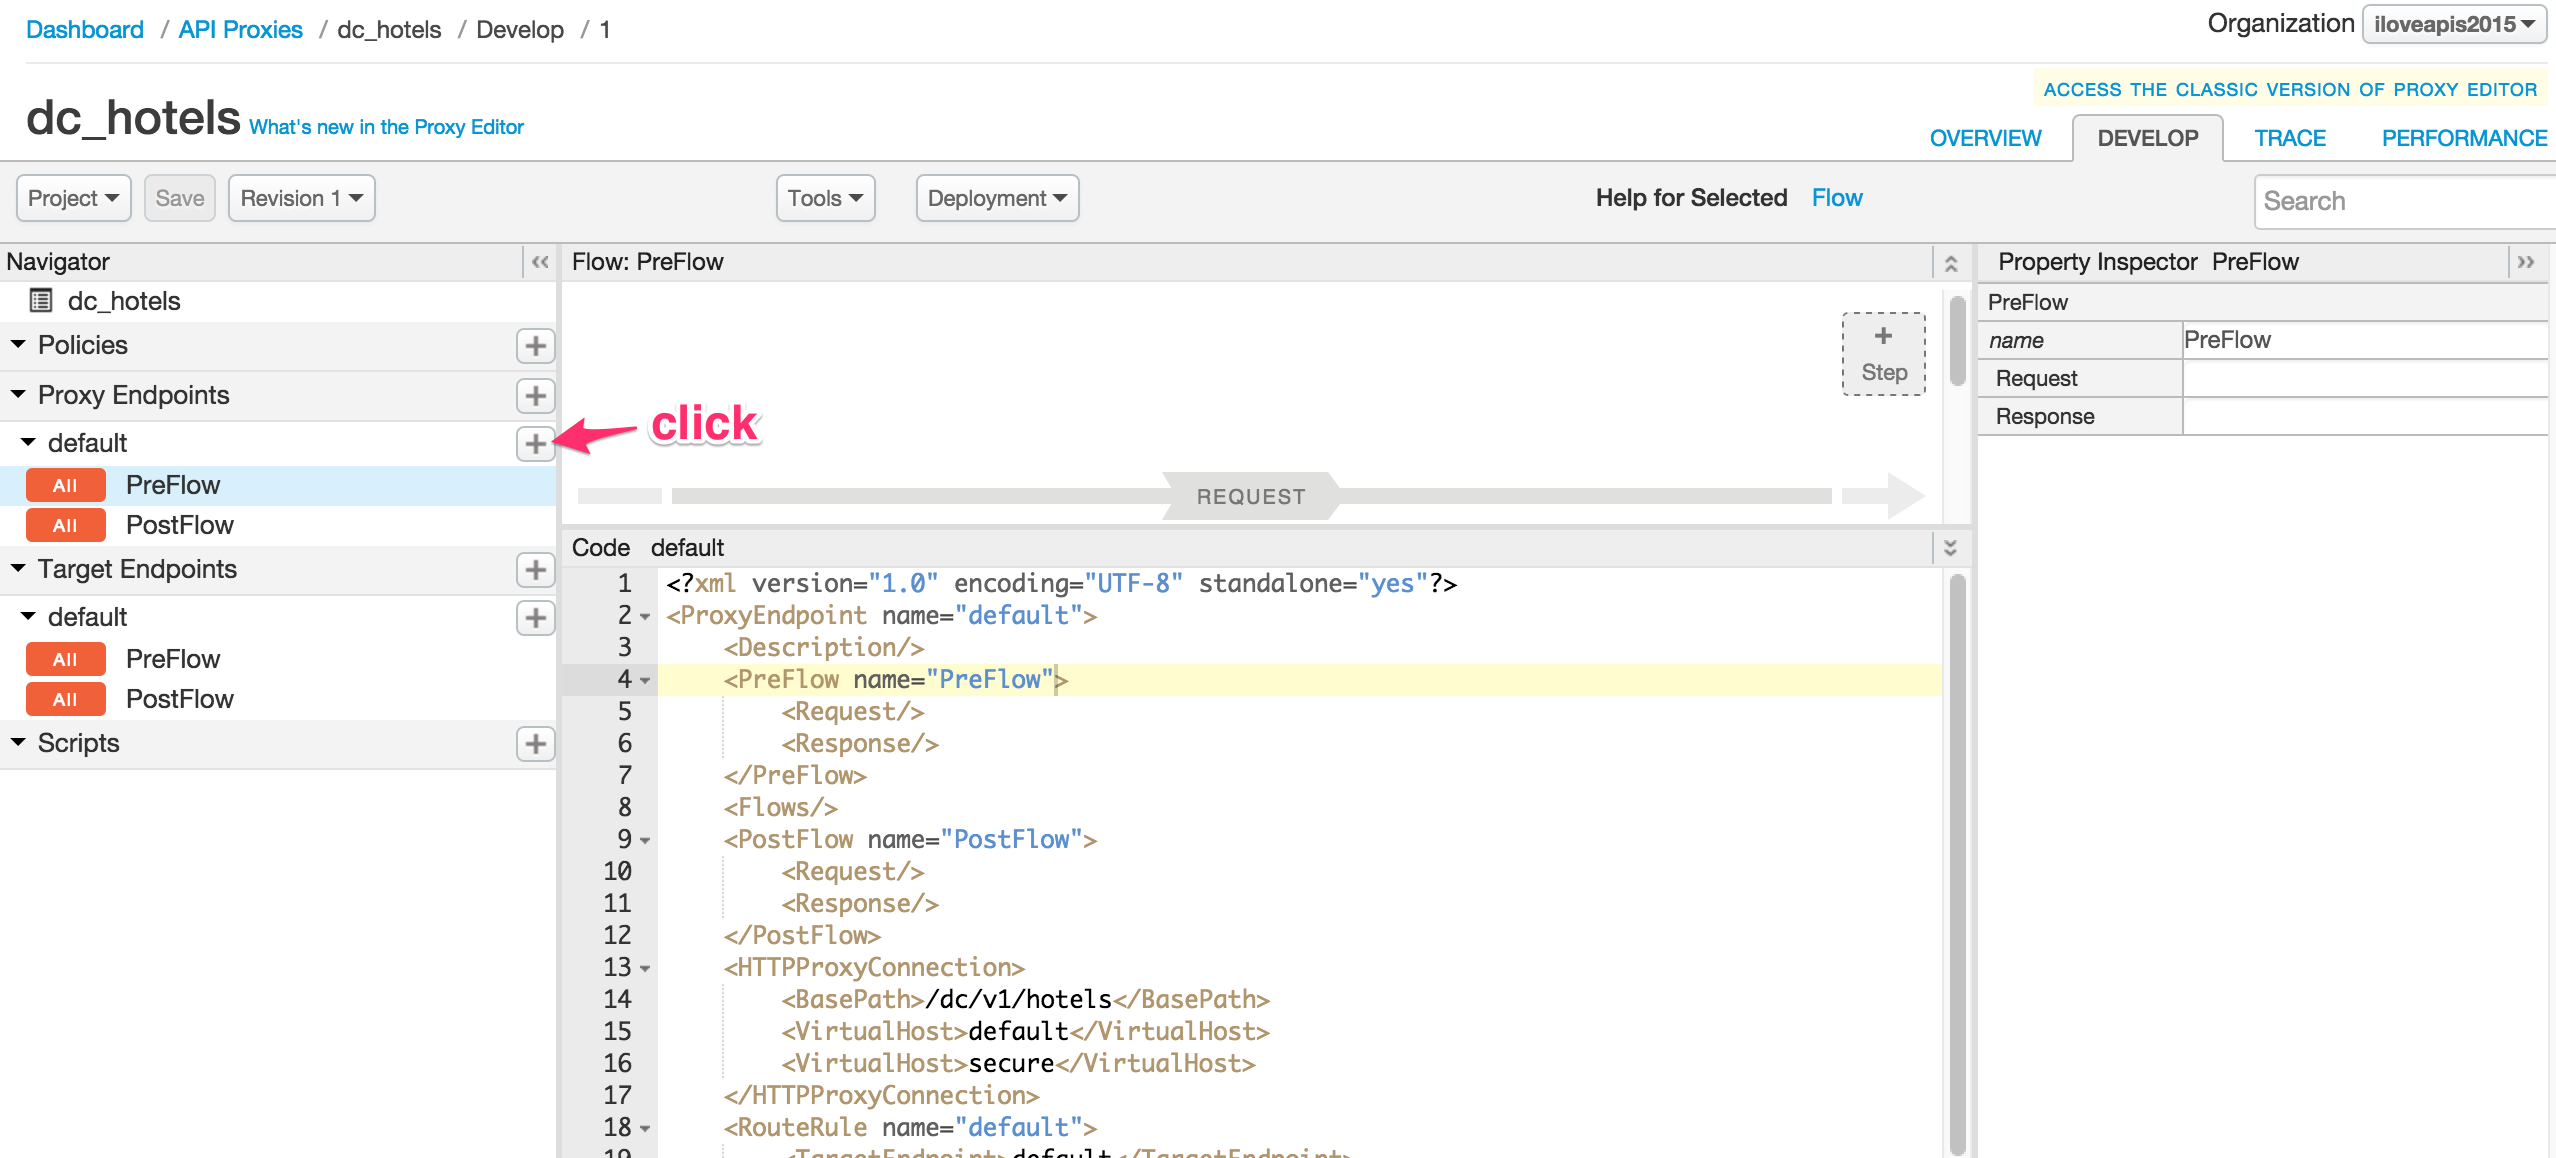 Dashboard / API Proxies / dc_hotels / Develop / 1
Organization iloveapis2015
ACCESS THE CLASSIC VERSION OF PROXY EDITOR
dc_hotels What's new in the Proxy Editor
OVERVIEW DEVELOP TRACE PERFORMANCE
Project Save Revision 1 Tools Deployment Help for Selected Flow Search
Navigator
dc_hotels
Policies
Proxy Endpoints
default
click
All PreFlow
All PostFlow
Target Endpoints
default
All PreFlow
All PostFlow
Scripts
Flow: PreFlow
+
Step
REQUEST
Code default
1 <?xml version="1.0" encoding="UTF-8" standalone="yes"?>
2 <ProxyEndpoint name="default">
3 <Description/>
4 <PreFlow name="PreFlow">
5 <Request/>
6 <Response/>
7 </PreFlow>
8 <Flows/>
9 <PostFlow name="PostFlow">
10 <Request/>
11 <Response/>
12 </PostFlow>
13 <HTTPProxyConnection>
14 <BasePath>/dc/v1/hotels</BasePath>
15 <VirtualHost>default</VirtualHost>
16 <VirtualHost>secure</VirtualHost>
17 </HTTPProxyConnection>
18 <RouteRule name="default">
19 <TargetEndpoint>default</TargetEndpoint>
Property Inspector PreFlow
PreFlow
name PreFlow
Request
Response